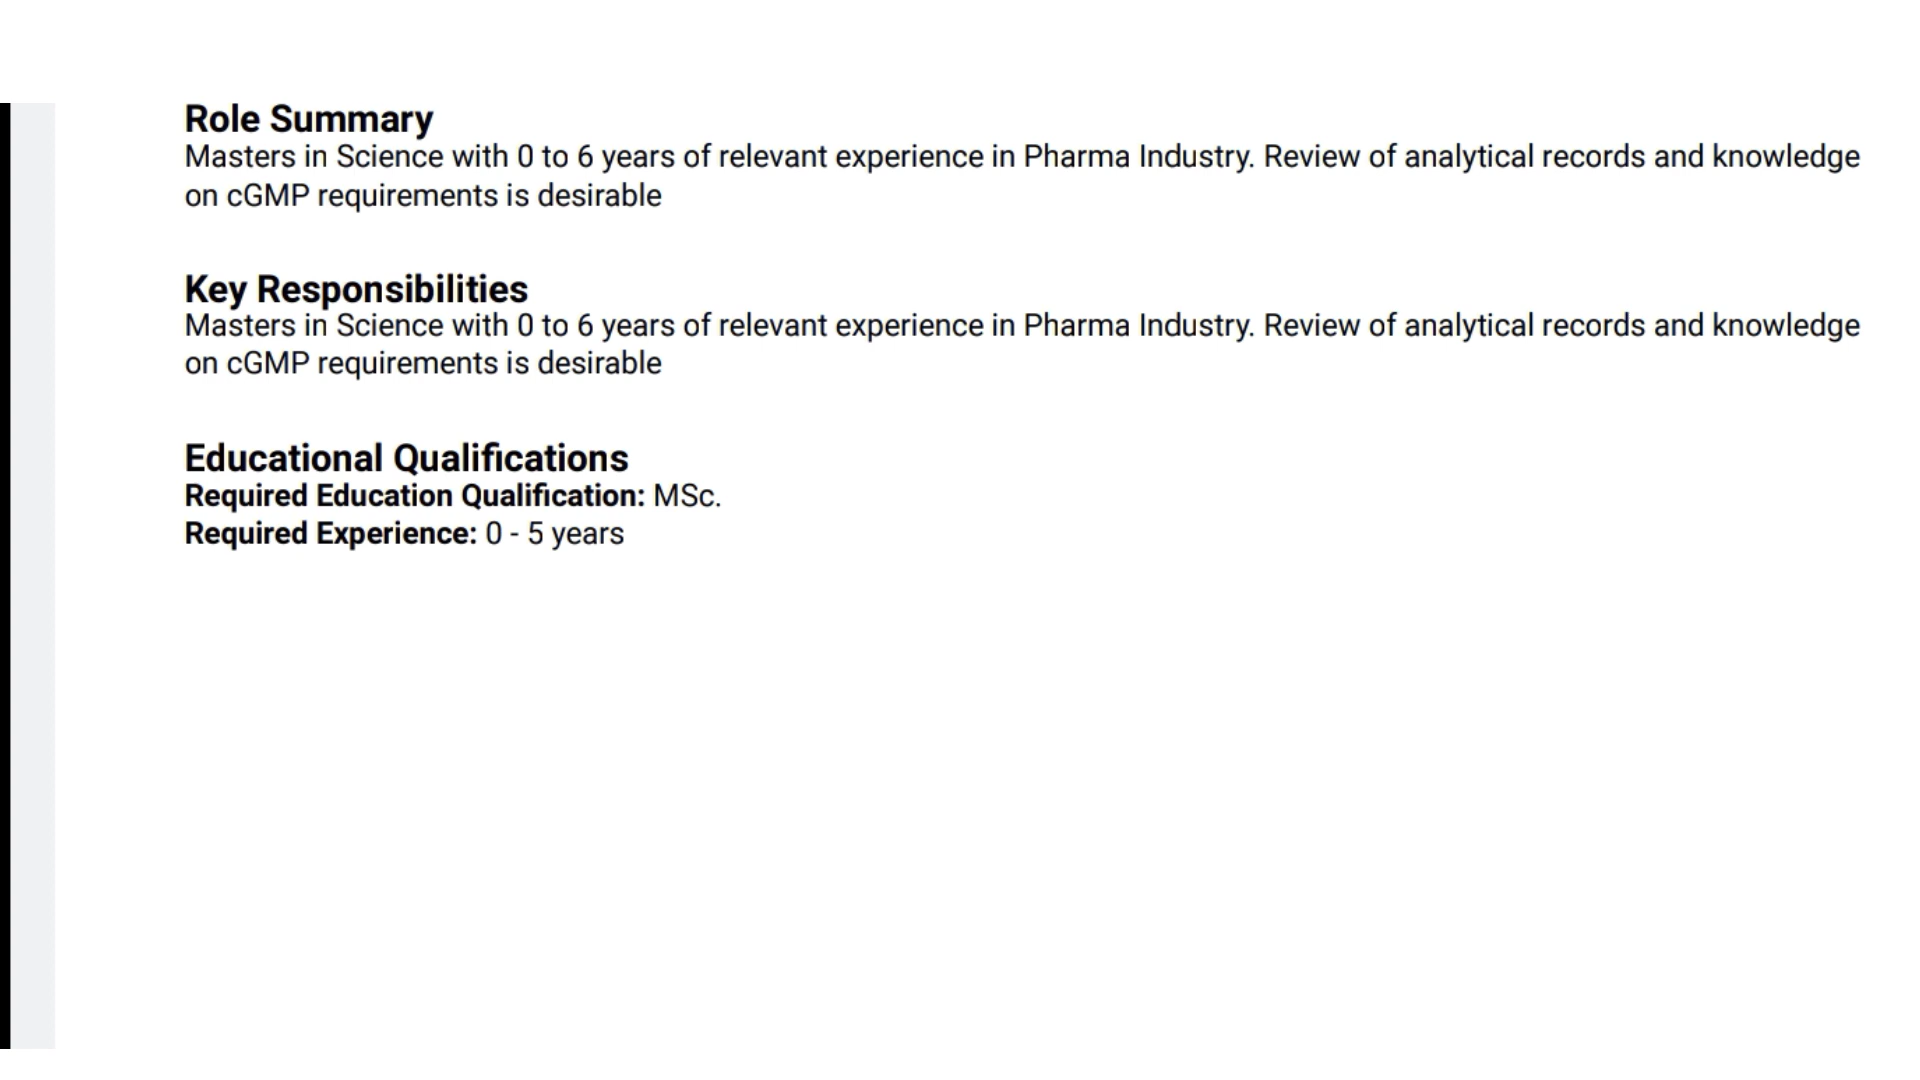 Role Summary
Masters in Science with 0 to 6 years of relevant experience in Pharma Industry. Review of analytical records and knowledge
on cGMP requirements is desirable
Key Responsibilities
Masters in Science with 0 to 6 years of relevant experience in Pharma Industry. Review of analytical records and knowledge
on cGMP requirements is desirable
Educational Qualifications
Required Education Qualification: MSc.
Required Experience: 0 - 5 years